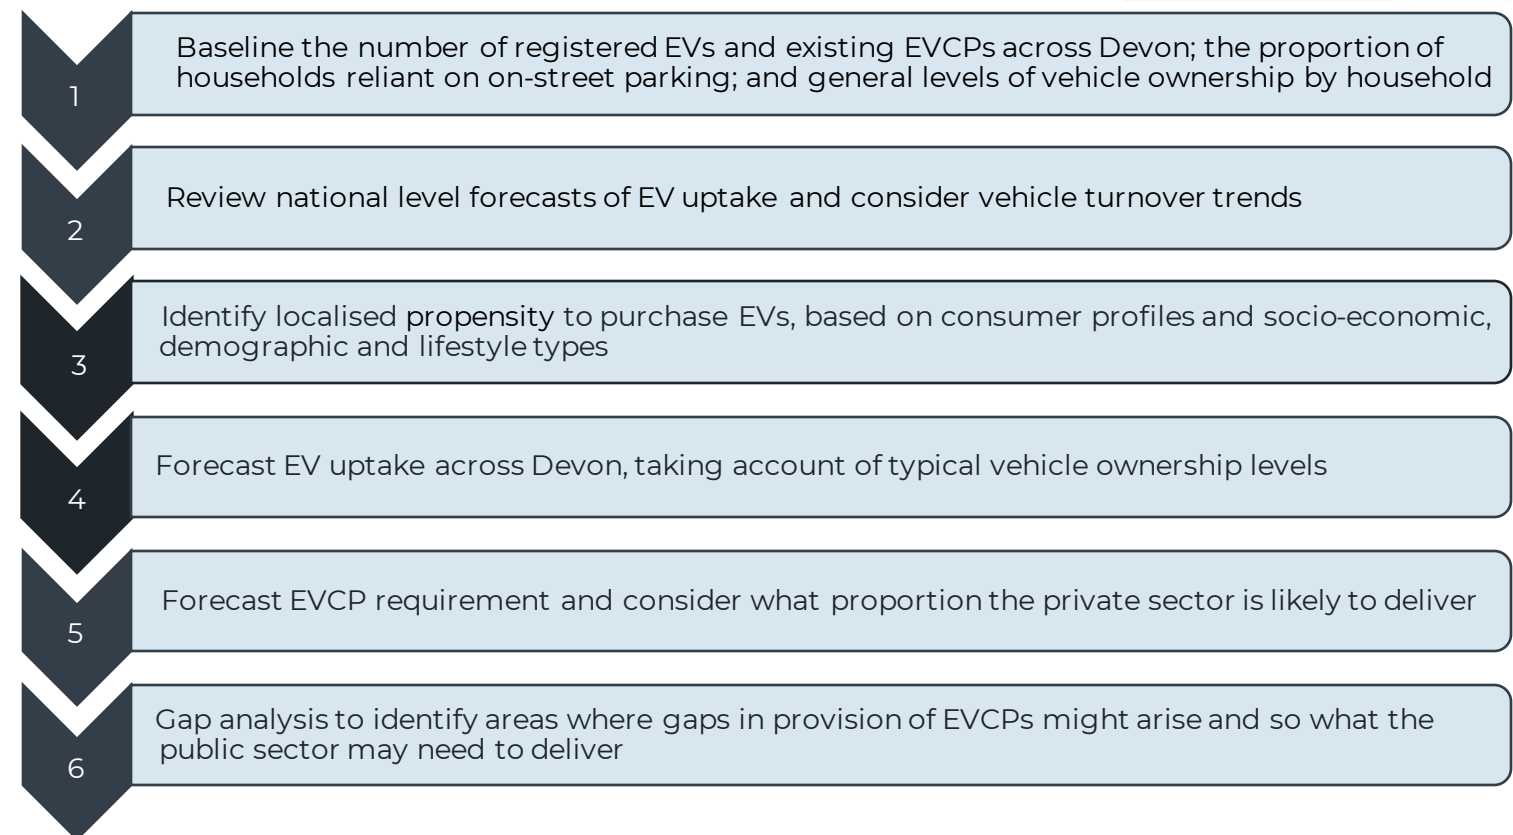 1
Baseline the number of registered EVs and existing EVCPs across Devon; the proportion of
households reliant on on-street parking; and general levels of vehicle ownership by household
2
Review national level forecasts of EV uptake and consider vehicle turnover trends
3
Identify localised propensity to purchase EVs, based on consumer profiles and socio-economic,
demographic and lifestyle types
4
Forecast EV uptake across Devon, taking account of typical vehicle ownership levels
5
Forecast EVCP requirement and consider what proportion the private sector is likely to deliver
6
Gap analysis to identify areas where gaps in provision of EVCPs might arise and so what the
public sector may need to deliver